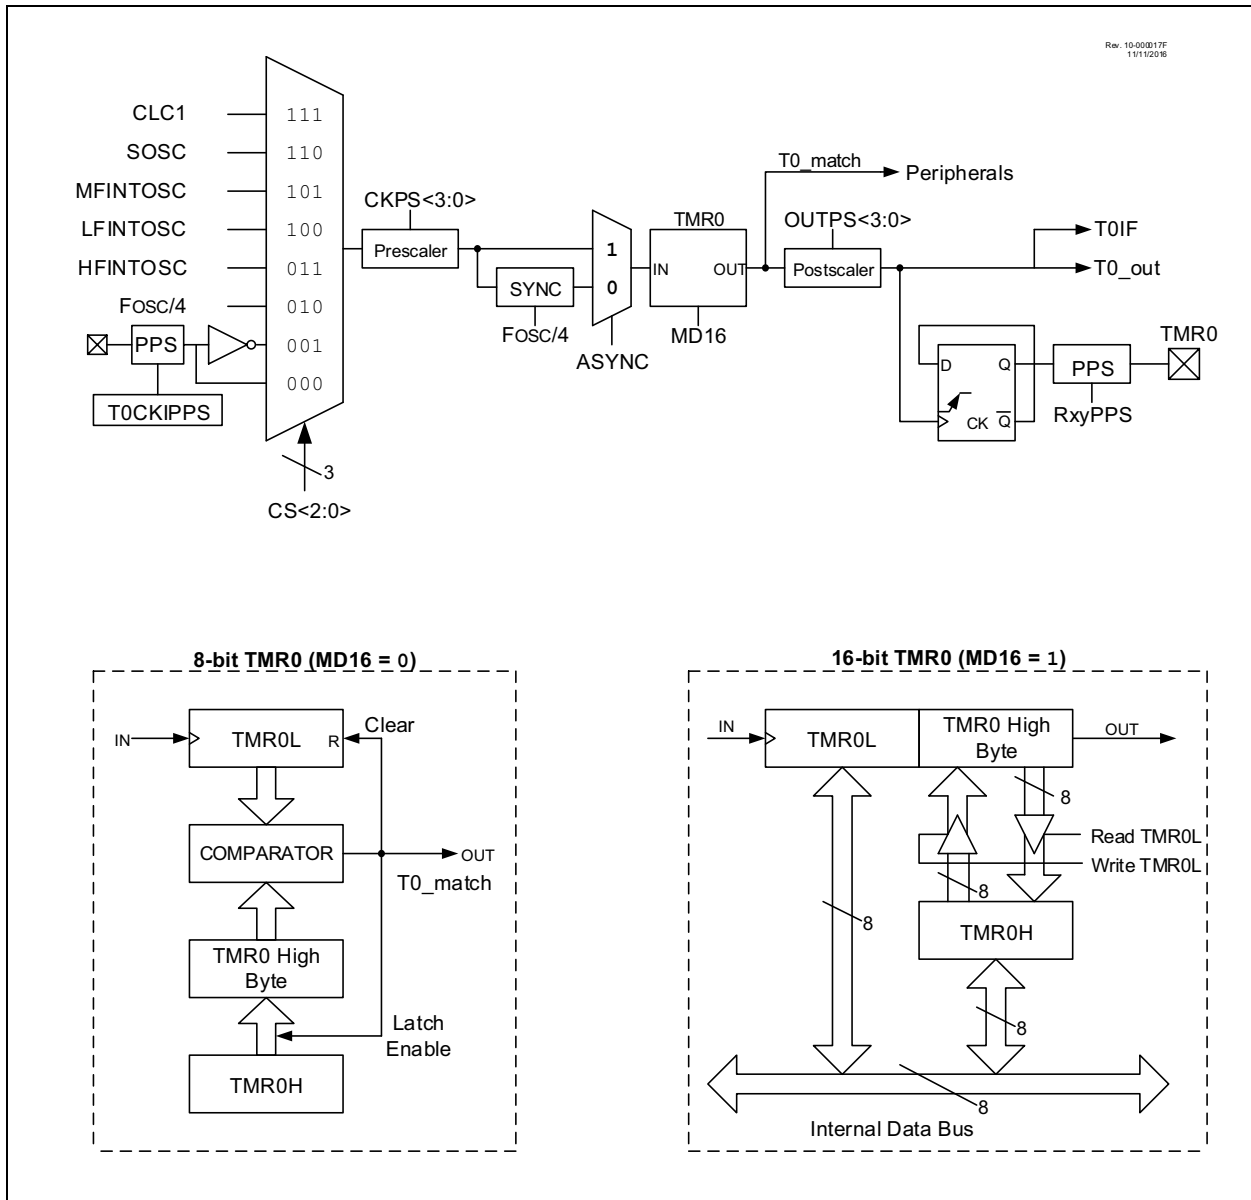 Rev. 10-000017F
11/11/2016
CLC1
111
SOSC
110
MFINTOSC
101
LFINTOSC
100
HFINTOSC
011
FOSC/4
010
PPS
001
000
T0CKIPPS
3
CS<2:0>
CKPS<3:0>
Prescaler
SYNC
FOSC/4
1
0
ASYNC
TMR0
IN
OUT
MD16
T0_match
Peripherals
OUTPS<3:0>
Postscaler
T0IF
T0_out
D
Q
CK
Q
PPS
RxyPPS
TMR0
8-bit TMR0 (MD16 = 0)
IN
TMR0L
R
Clear
COMPARATOR
OUT
T0_match
TMR0 High
Byte
Latch
Enable
TMR0H
16-bit TMR0 (MD16 = 1)
IN
TMR0L
TMR0 High
Byte
OUT
8
Read TMR0L
Write TMR0L
8
8
TMR0H
8
8
Internal Data Bus